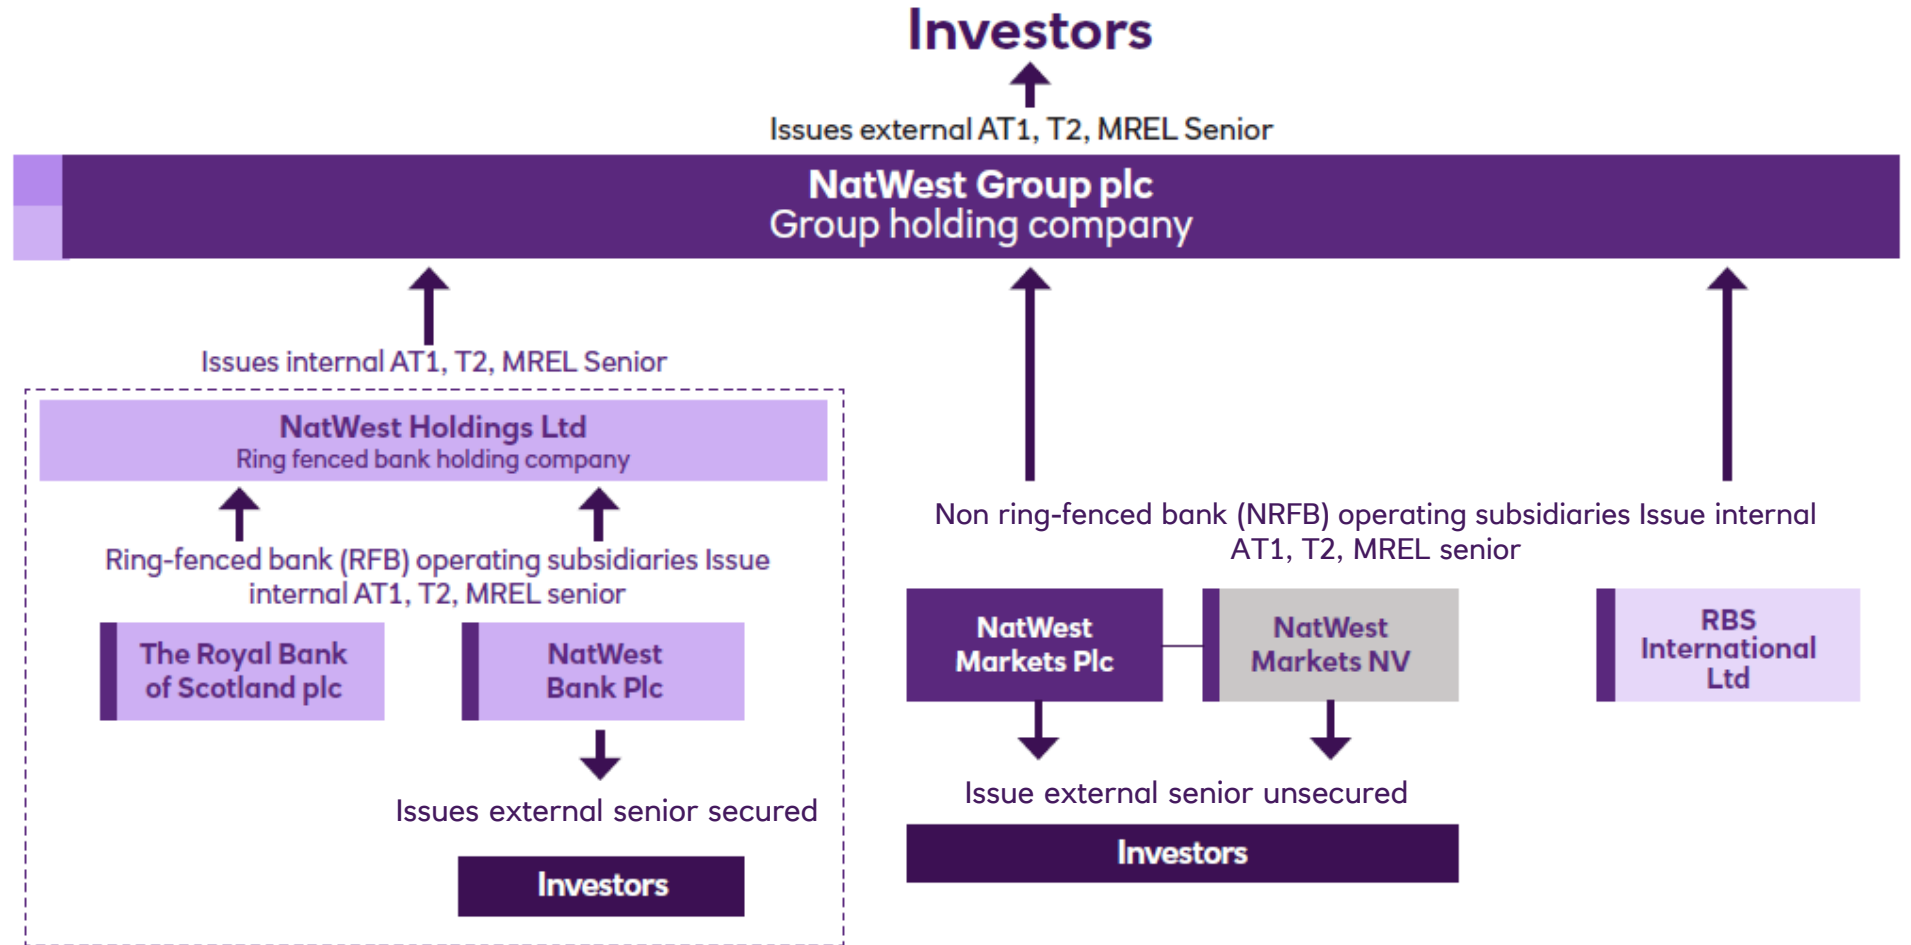 Investors
Issues external AT1, T2, MREL Senior
NatWest Group plc
Group holding company
Issues internal AT1, T2, MREL Senior
NatWest Holdings Ltd
Ring fenced bank holding company
Ring-fenced bank (RFB) operating subsidiaries Issue
internal AT1, T2, MREL senior
The Royal Bank
of Scotland plc
NatWest
Bank Plc
Issues external senior secured
Investors
Non ring-fenced bank (NRFB) operating subsidiaries Issue internal
AT1, T2, MREL senior
NatWest
Markets Plc
NatWest
Markets NV
RBS
International
Ltd
Issue external senior unsecured
Investors